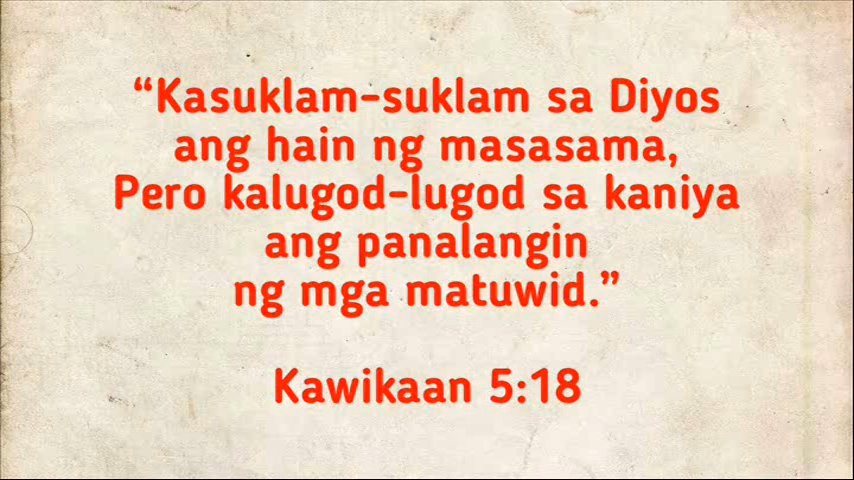 “Kasuklam-suklam sa Diyos
ang hain ng masasama,
Pero kalugod-lugod sa kaniya
ang panalangin
ng mga matuwid.”
Kawikaan 5:18